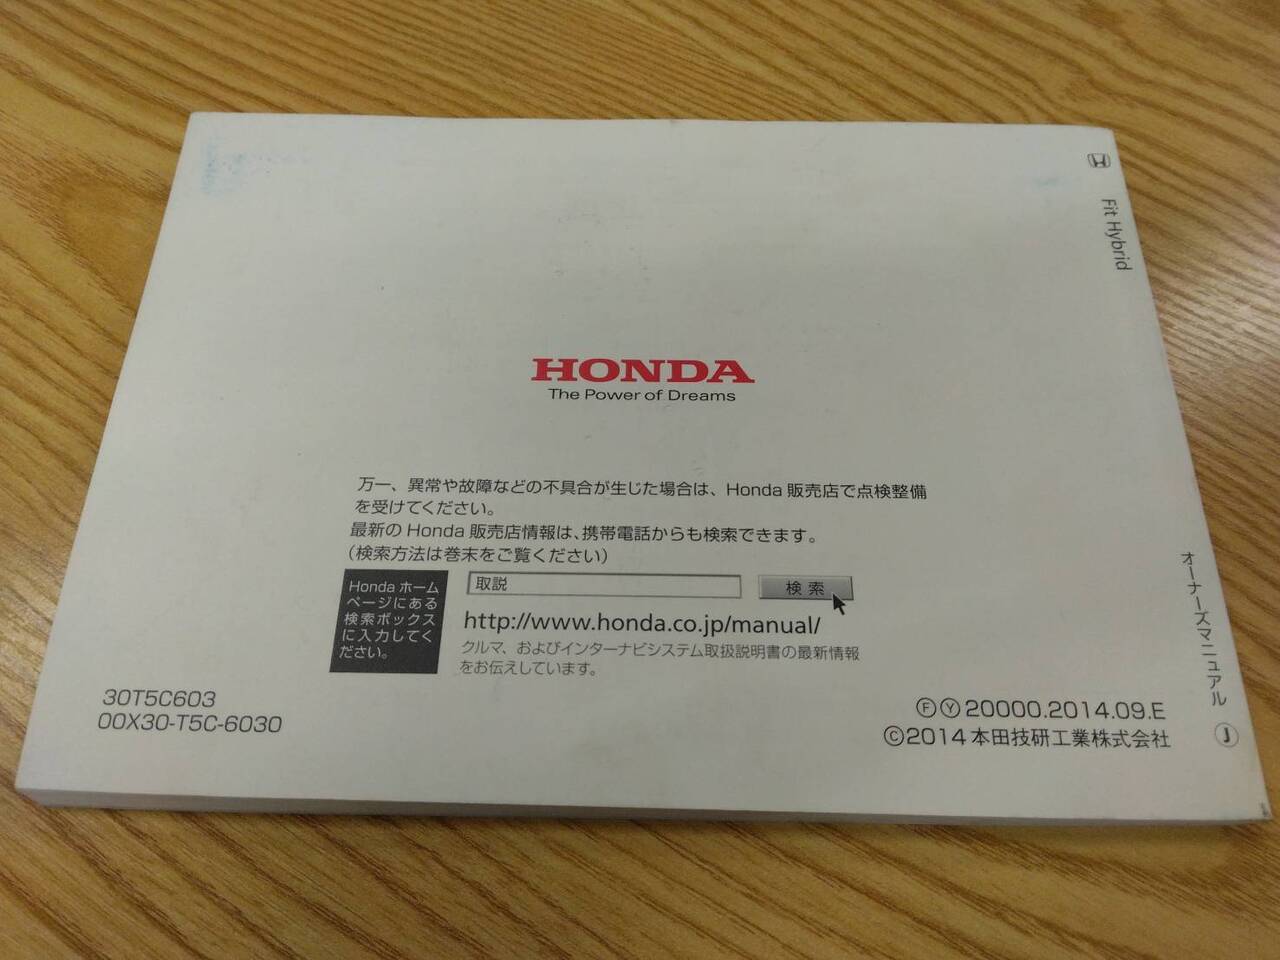 HONDA
The Power of Dreams
万一、異常や故障などの不具合が生じた場合は、Honda 販売店で点検整備
を受けてください。
最新の Honda 販売店情報は、携帯電話からも検索できます。
(検索方法は巻末をご覧ください)
Honda ホーム
ページにある
検索ボックス
に入力してく
ださい。
取説
検 索
http://www.honda.co.jp/manual/
クルマ、およびインターナビシステム取扱説明書の最新情報
をお伝えしています。
30T5C603
00X30-T5C-6030
ⒻⓎ20000.2014.09.E
©2014 本田技研工業株式会社
Fit Hybrid
オーナーズマニュアル
Ⓙ